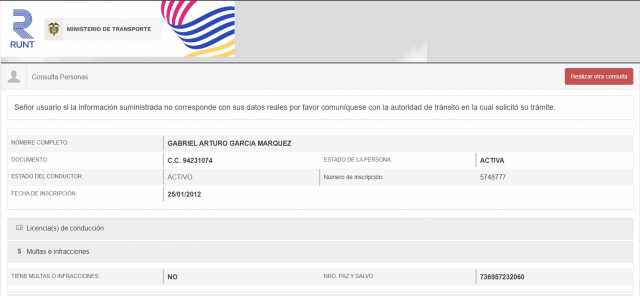 RUNT
MINISTERIO DE TRANSPORTE
Consulta Personas
Realizar otra consulta
Señor usuario si la información suministrada no corresponde con sus datos reales por favor comuníquese con la autoridad de tránsito en la cual solicitó su trámite.
NOMBRE COMPLETO: GABRIEL ARTURO GARCIA MARQUEZ
DOCUMENTO: C.C. 94231074 ESTADO DE LA PERSONA: ACTIVA
ESTADO DEL CONDUCTOR: ACTIVO Número de inscripción 5748777
FECHA DE INSCRIPCIÓN: 25/01/2012
Licencia(s) de conducción
$ Multas e infracciones
TIENE MULTAS O INFRACCIONES: NO NRO. PAZ Y SALVO 736957232060